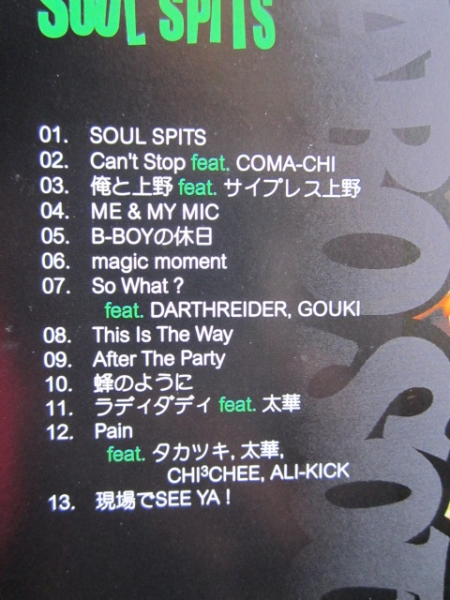 SOUL SPITS
01. SOUL SPITS
02. Can't Stop feat. COMA-CHI
03. 俺と上野 feat. サイプレス上野
04. ME & MY MIC
05. B-BOYの休日
06. magic moment
07. So What ?
feat. DARTHREIDER, GOUKI
08. This Is The Way
09. After The Party
10. 蜂のように
11. ラディダディ feat. 太華
12. Pain
feat. タカツキ, 太華,
CHI³CHEE, ALI-KICK
13. 現場でSEE YA !